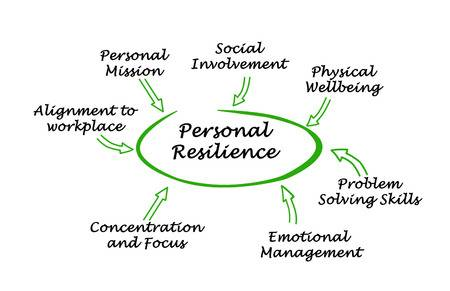 Personal
Mission
Social
Involvement
Physical
Wellbeing
Alignment to
workplace
Personal
Resilience
Problem
Solving Skills
Concentration
and Focus
Emotional
Management